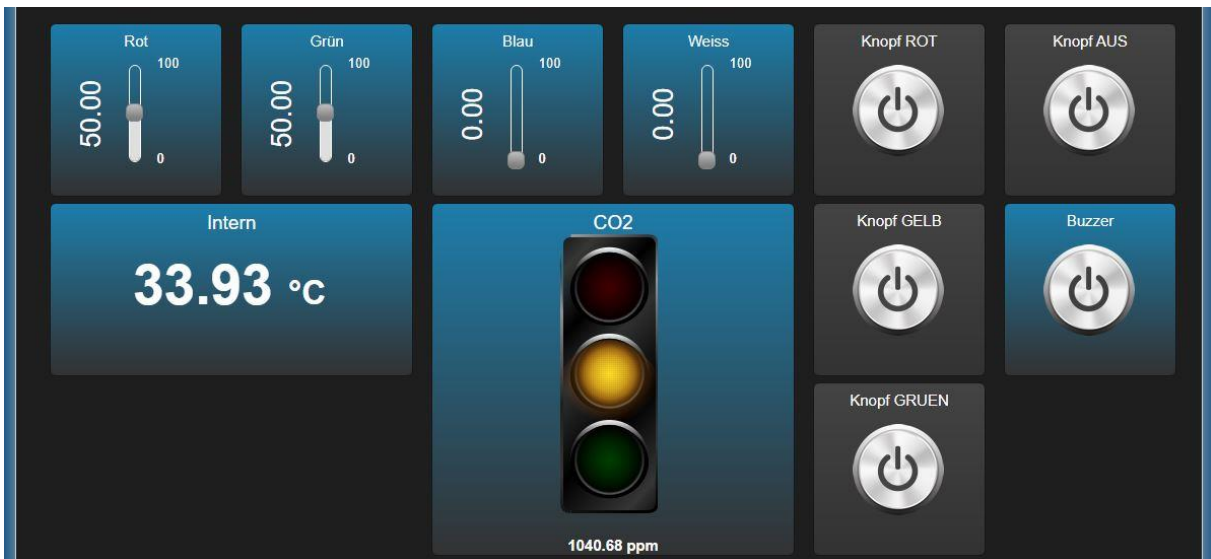 Rot
50.00
100
0
Grün
50.00
100
0
Blau
0.00
100
0
Weiss
0.00
100
0
Knopf ROT
Knopf AUS
Intern
33.93 °C
CO2
1040.68 ppm
Knopf GELB
Buzzer
Knopf GRUEN